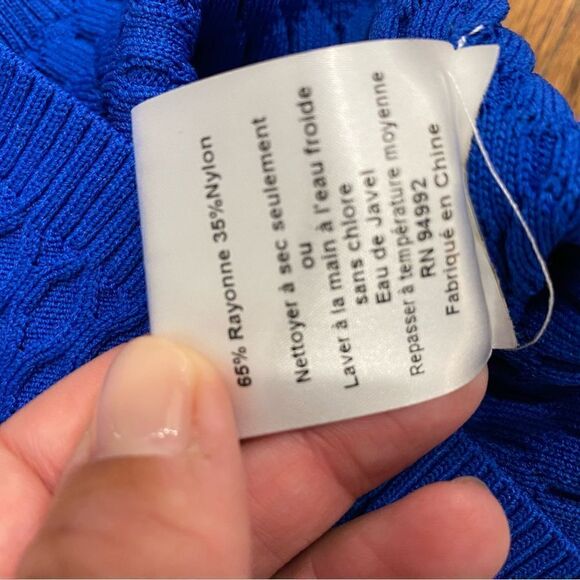 65% Rayonne 35%Nylon
Nettoyer à sec seulement
ou
Laver à la main à l'eau froide
sans chlore
Eau de Javel
Repasser à température moyenne
RN 94992
Fabriqué en Chine